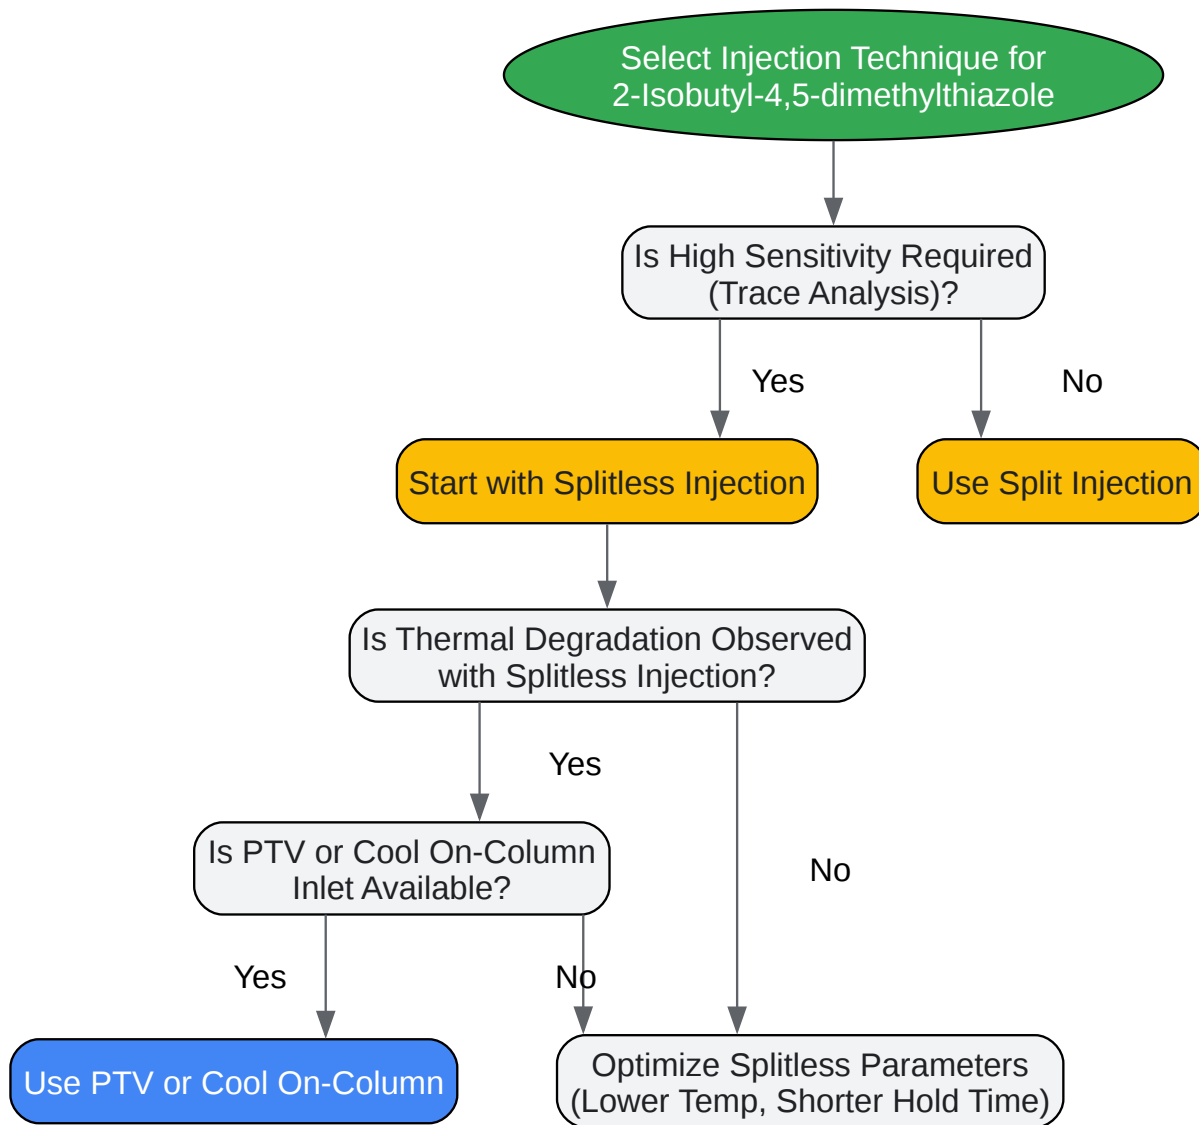 Select Injection Technique for
2-Isobutyl-4,5-dimethylthiazole
Is High Sensitivity Required
(Trace Analysis)?
Yes
No
Start with Splitless Injection
Use Split Injection
Is Thermal Degradation Observed
with Splitless Injection?
Yes
No
Is PTV or Cool On-Column
Inlet Available?
Yes
No
Use PTV or Cool On-Column
Optimize Splitless Parameters
(Lower Temp, Shorter Hold Time)